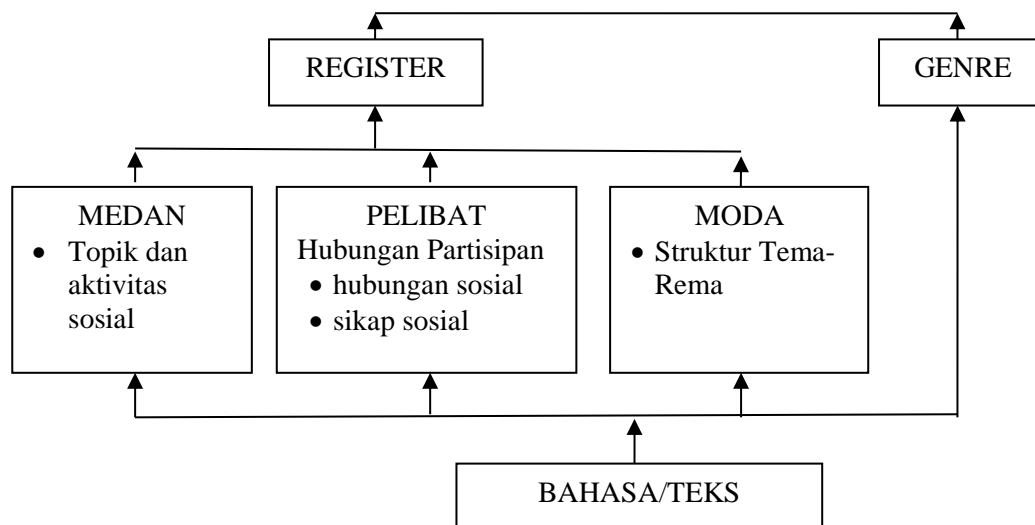 REGISTER
GENRE
MEDAN
• Topik dan
aktivitas
sosial
PELIBAT
Hubungan Partisipan
• hubungan sosial
• sikap sosial
MODA
• Struktur Tema-
Rema
BAHASA/TEKS